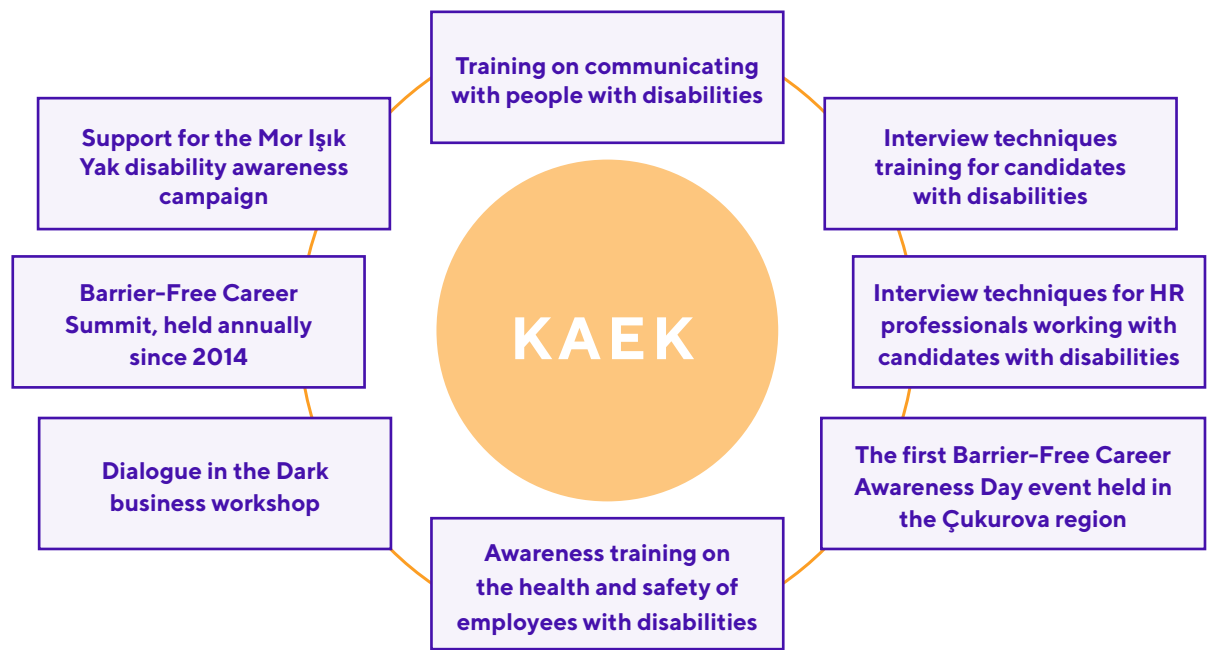 Training on communicating
with people with disabilities
Support for the Mor Işık
Yak disability awareness
campaign
Interview techniques
training for candidates
with disabilities
Barrier-Free Career
Summit, held annually
since 2014
KAEK
Interview techniques for HR
professionals working with
candidates with disabilities
Dialogue in the Dark
business workshop
The first Barrier-Free Career
Awareness Day event held in
the Çukurova region
Awareness training on
the health and safety of
employees with disabilities